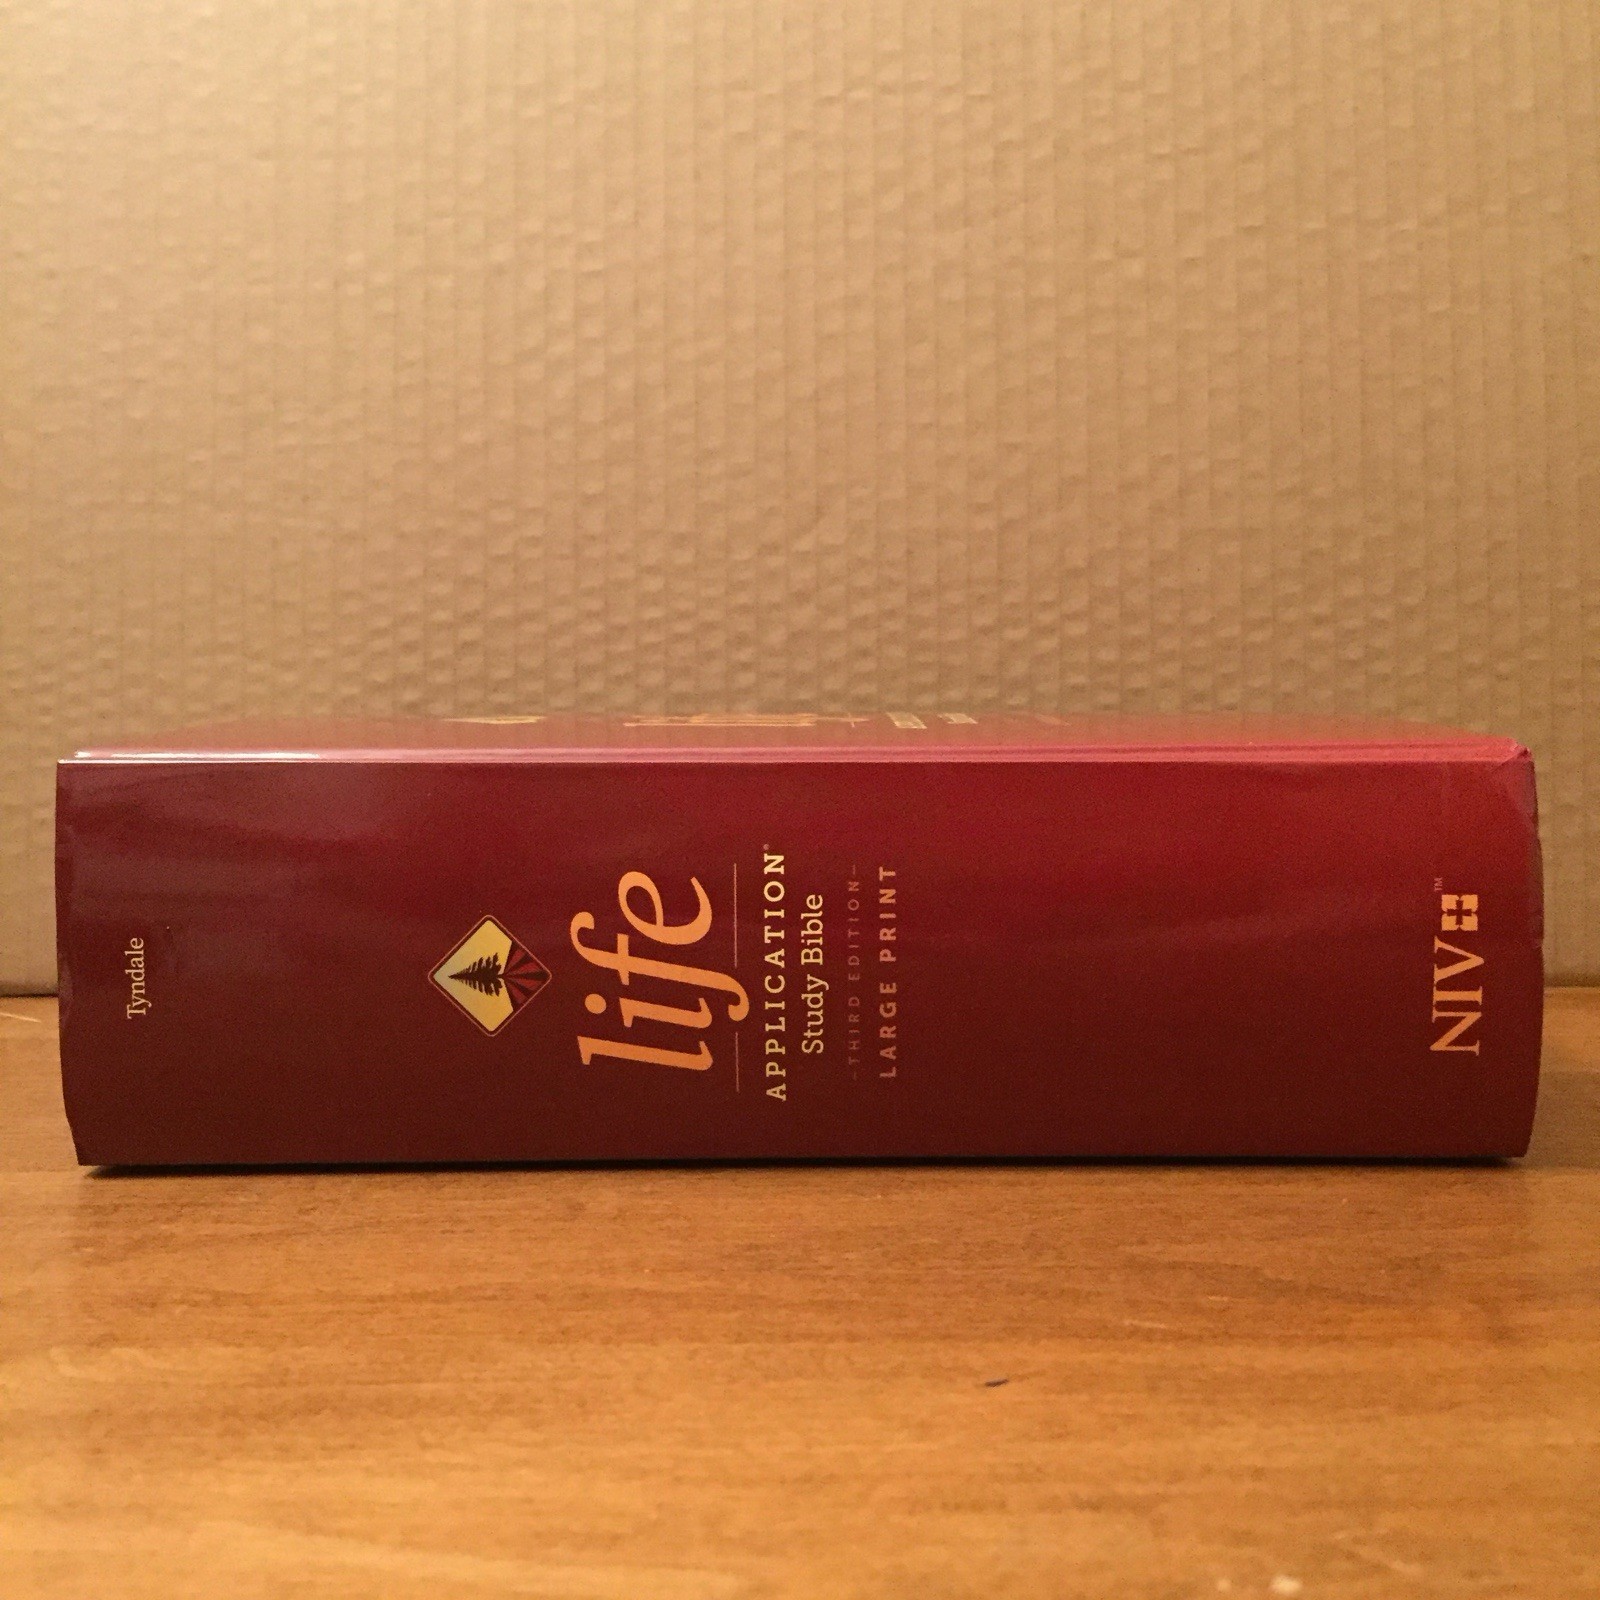 Tyndale
life
APPLICATION®
Study Bible
–THIRD EDITION–
LARGE PRINT
NIV™